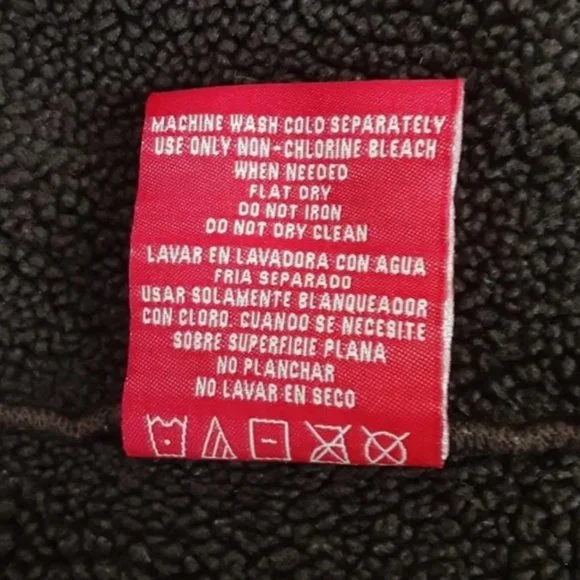 MACHINE WASH COLD SEPARATELY
USE ONLY NON-CHLORINE BLEACH
WHEN NEEDED
FLAT DRY
DO NOT IRON
DO NOT DRY CLEAN
LAVAR EN LAVADORA CON AGUA
FRIA SEPARADO
USAR SOLAMENTE BLANQUEADOR
CON CLORO. CUANDO SE NECESITE
SOBRE SUPERFICIE PLANA
NO PLANCHAR
NO LAVAR EN SECO